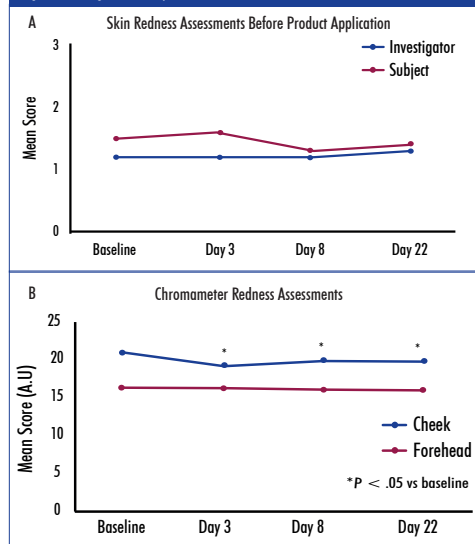 A
Skin Redness Assessments Before Product Application
Investigator
Subject
Mean Score
3
2
1
0
Baseline
Day 3
Day 8
Day 22
B
Chromameter Redness Assessments
Mean Score (A.U)
25
20
15
10
5
0
*
*
*
Cheek
Forehead
*P < .05 vs baseline
Baseline
Day 3
Day 8
Day 22